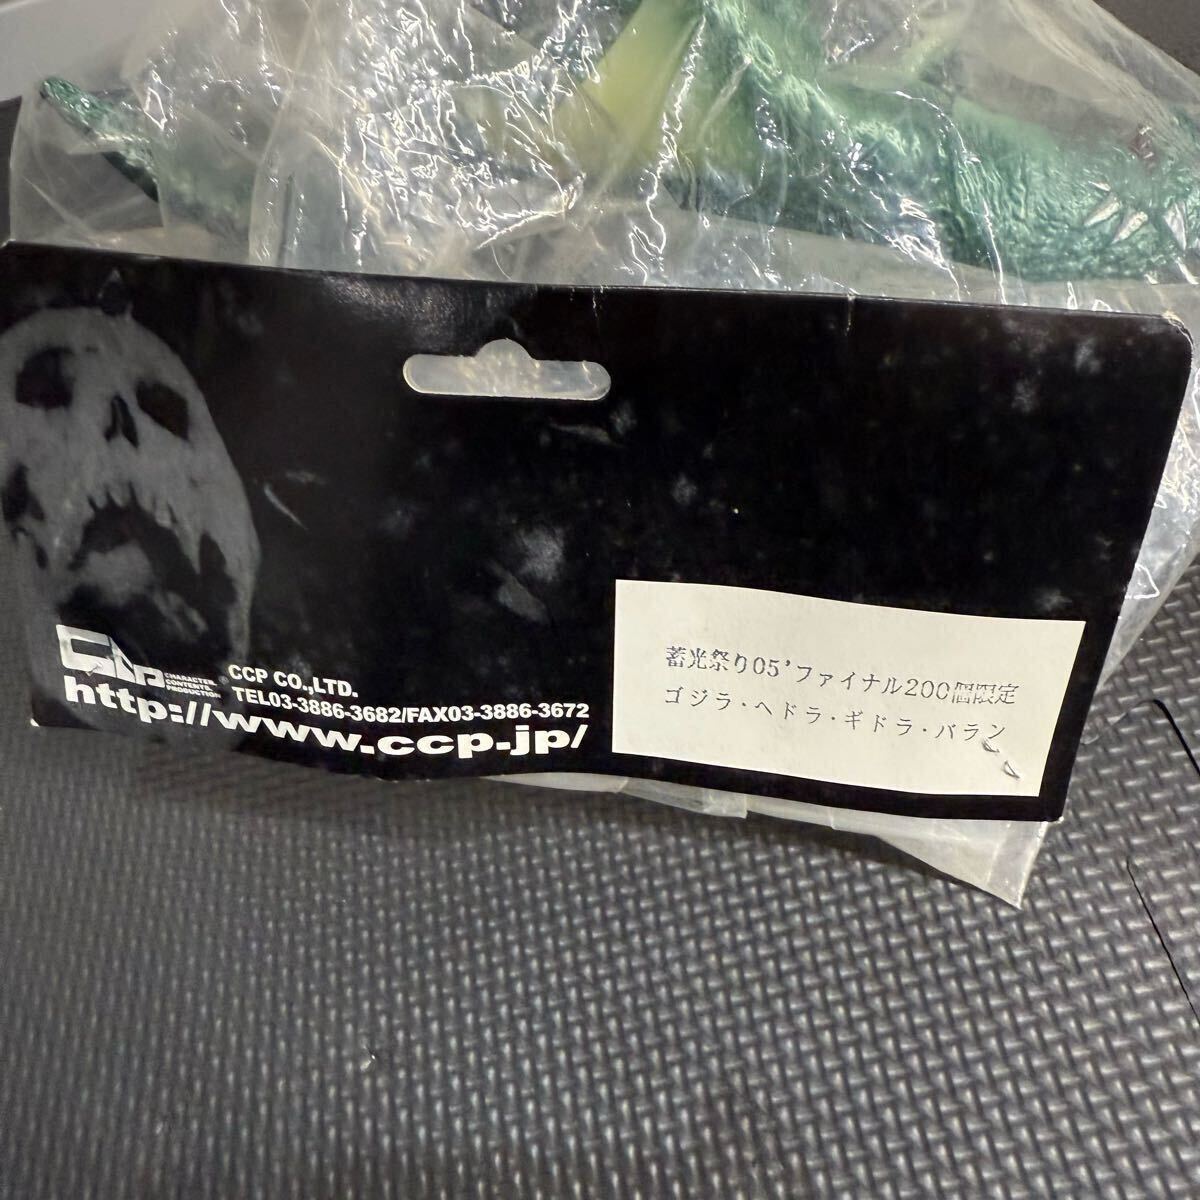 CCP
CHARACTER
CONTENTS
PRODUCTION
®
CCP CO.,LTD.
TEL03-3886-3682/FAX03-3886-3672
http://www.ccp-jp/
蓄光祭り05’ファイナル200個限定
ゴジラ・ヘドラ・ギドラ・バラン